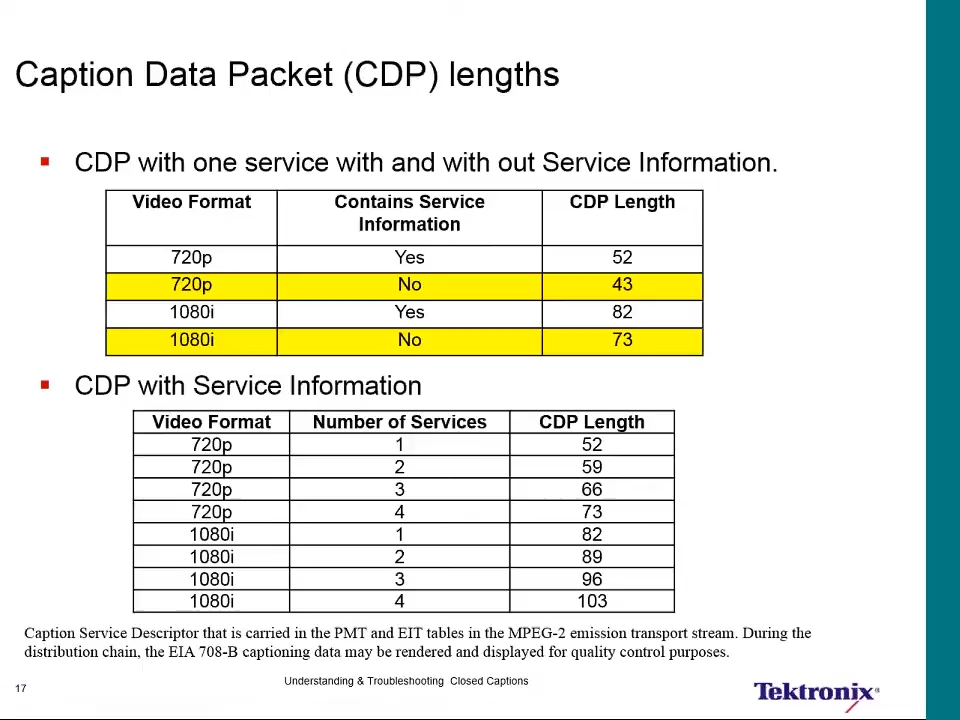 Caption Data Packet (CDP) lengths
CDP with one service with and with out Service Information.
Video Format Contains Service Information CDP Length
720p Yes 52
720p No 43
1080i Yes 82
1080i No 73
CDP with Service Information
Video Format Number of Services CDP Length
720p 1 52
720p 2 59
720p 3 66
720p 4 73
1080i 1 82
1080i 2 89
1080i 3 96
1080i 4 103
Caption Service Descriptor that is carried in the PMT and EIT tables in the MPEG-2 emission transport stream. During the
distribution chain, the EIA 708-B captioning data may be rendered and displayed for quality control purposes.
17
Understanding & Troubleshooting Closed Captions
Tektronix®